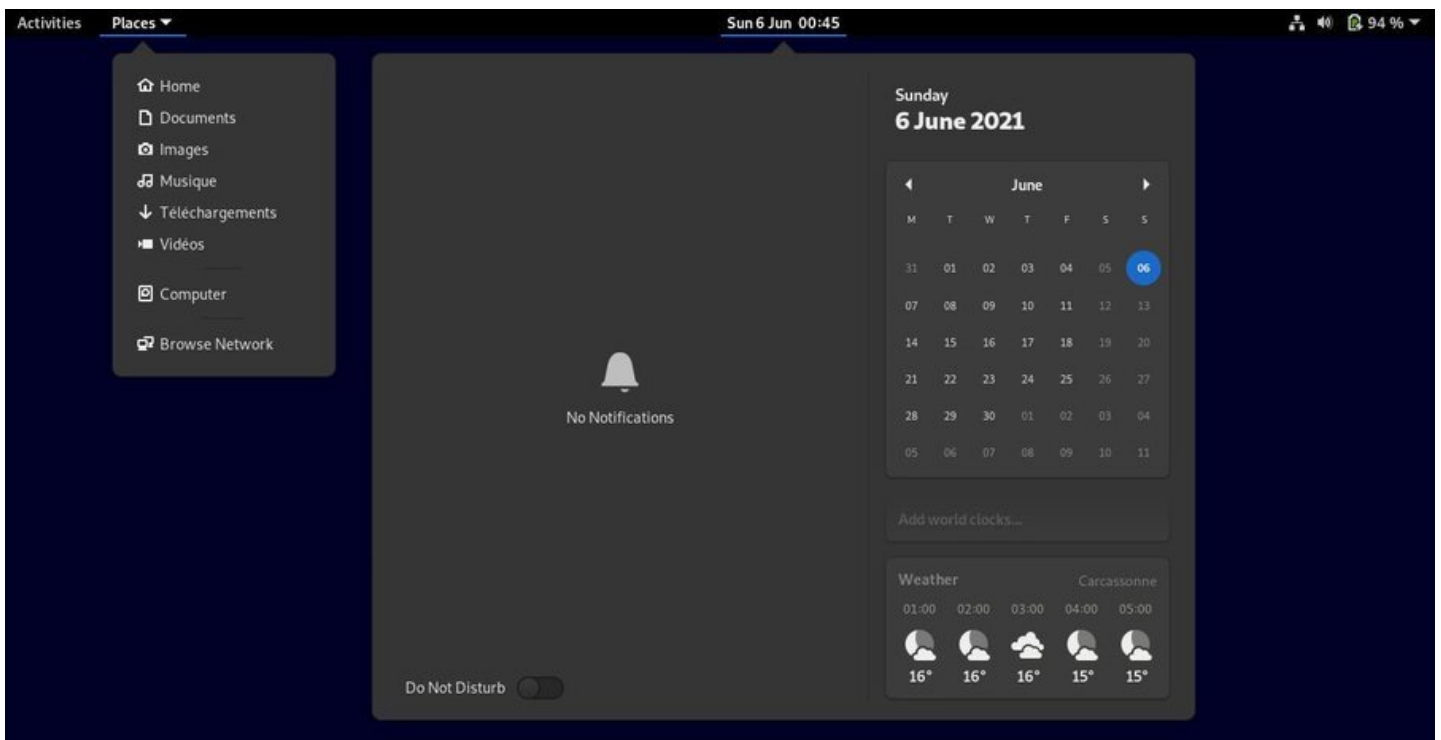 Activities Places Sun 6 Jun 00:45 94 %
Home
Documents
Images
Musique
Téléchargements
Vidéos
Computer
Browse Network
No Notifications
Do Not Disturb
Sunday
6 June 2021
June
M T W T F S S
31 01 02 03 04 05 06
07 08 09 10 11 12 13
14 15 16 17 18 19 20
21 22 23 24 25 26 27
28 29 30 01 02 03 04
05 06 07 08 09 10 11
Add world clocks...
Weather Carcassonne
01:00 02:00 03:00 04:00 05:00
16° 16° 16° 15° 15°